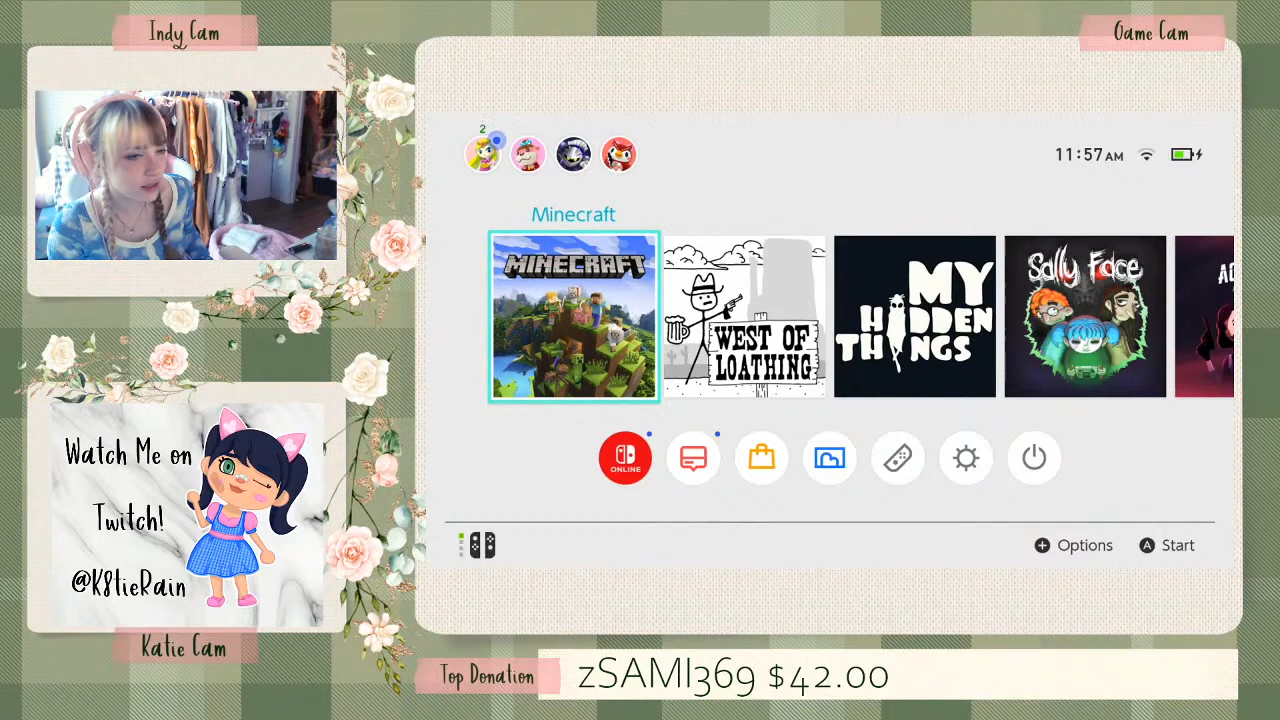 Indy Cam
Game Cam
2
11:57 AM
Minecraft
MINECRAFT
WEST OF
LOATHING
MY
HIDDEN
THINGS
Sally Face
ONLINE
Options
A Start
Watch Me on
Twitch!
@K8tieRain
Katie Cam
Top Donation
zSAMI369 $42.00